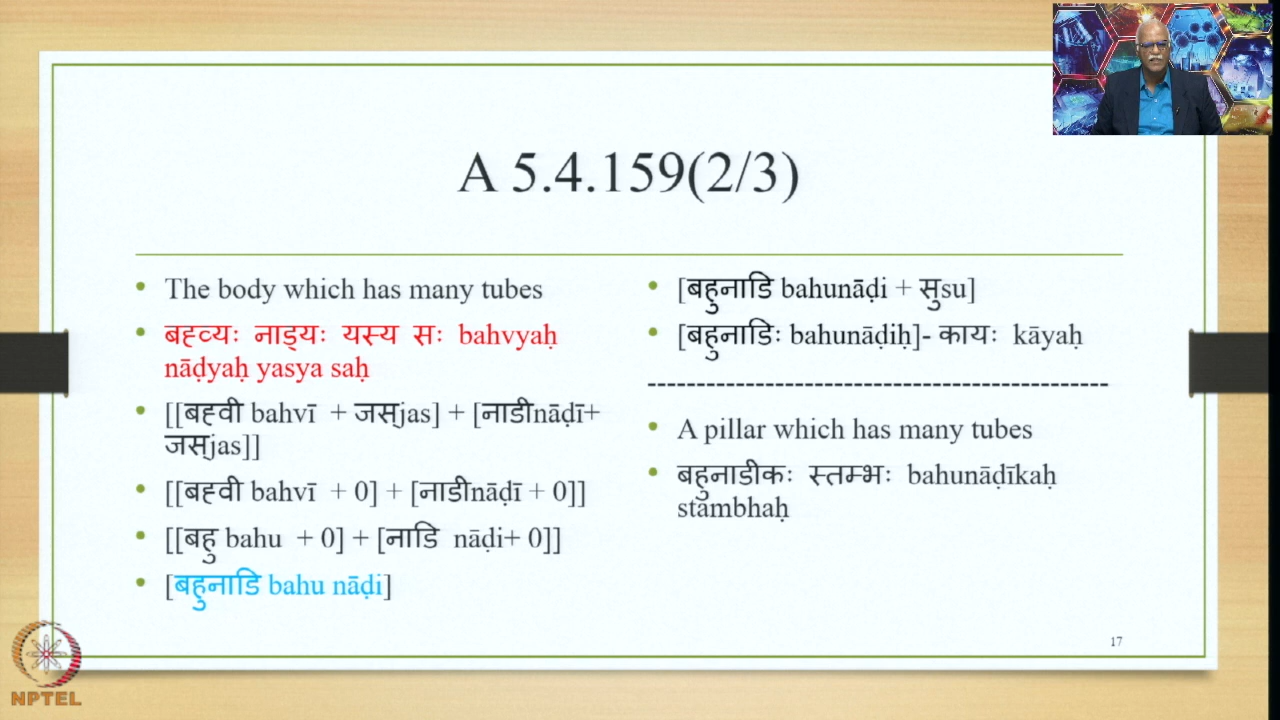 A 5.4.159(2/3)
The body which has many tubes
बह्व्यः नाड्यः यस्य सः bahvyaḥ
nāḍyaḥ yasya saḥ
[[बह्वी bahvī + जस्jas] + [नाडीnāḍī+
जस्jas]]
[[बह्वी bahvī + 0] + [नाडीnāḍī + 0]]
[[बहु bahu + 0] + [नाडि nāḍi+ 0]]
[बहुनाडि bahu nāḍi]
[बहुनाडि bahunāḍi + सुsu]
[बहुनाडिः bahunāḍiḥ]- कायः kāyaḥ
-----------------------------------------------
A pillar which has many tubes
बहुनाडीकः स्तम्भः bahunāḍīkaḥ
stambhaḥ
17
NPTEL